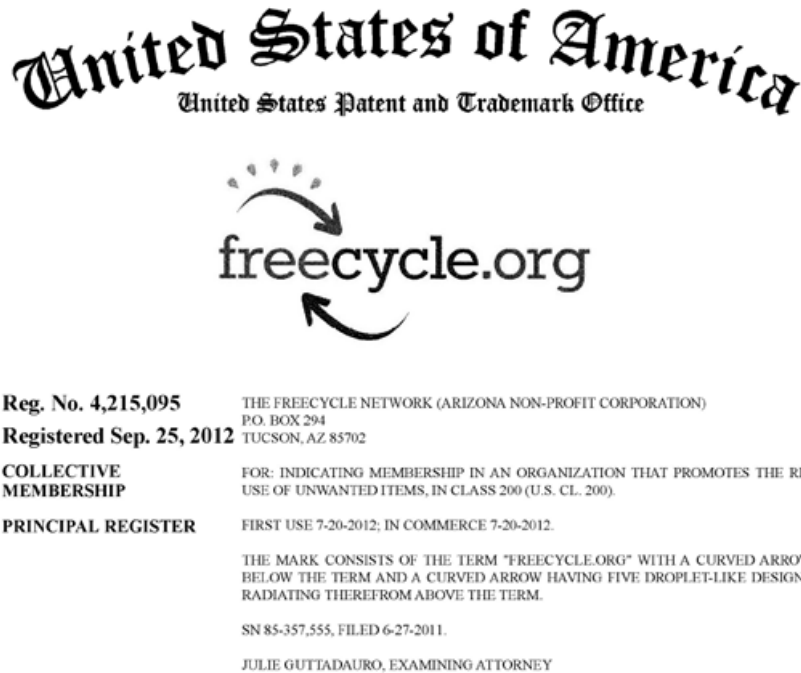 United States of America
United States Patent and Trademark Office
freecycle.org
Reg. No. 4,215,095
Registered Sep. 25, 2012
COLLECTIVE
MEMBERSHIP
PRINCIPAL REGISTER
THE FREECYCLE NETWORK (ARIZONA NON-PROFIT CORPORATION)
P.O. BOX 294
TUCSON, AZ 85702
FOR: INDICATING MEMBERSHIP IN AN ORGANIZATION THAT PROMOTES THE
USE OF UNWANTED ITEMS, IN CLASS 200 (U.S. CL. 200).
FIRST USE 7-20-2012; IN COMMERCE 7-20-2012.
THE MARK CONSISTS OF THE TERM "FREECYCLE.ORG" WITH A CURVED ARROW
BELOW THE TERM AND A CURVED ARROW HAVING FIVE DROPLET-LIKE DESIGN
RADIATING THEREFROM ABOVE THE TERM.
SN 85-357,555, FILED 6-27-2011.
JULIE GUTTADAURO, EXAMINING ATTORNEY